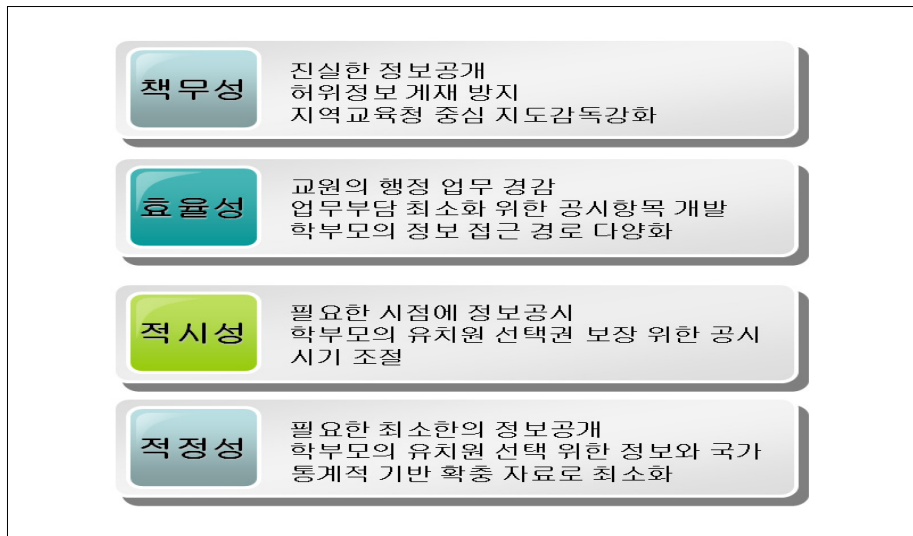 책무성
진실한 정보공개
허위정보 게재 방지
지역교육청 중심 지도감독강화
효율성
교원의 행정 업무 경감
업무부담 최소화 위한 공시항목 개발
학부모의 정보 접근 경로 다양화
적시성
필요한 시점에 정보공시
학부모의 유치원 선택권 보장 위한 공시
시기 조절
적정성
필요한 최소한의 정보공개
학부모의 유치원 선택 위한 정보와 국가
통계적 기반 확충 자료로 최소화